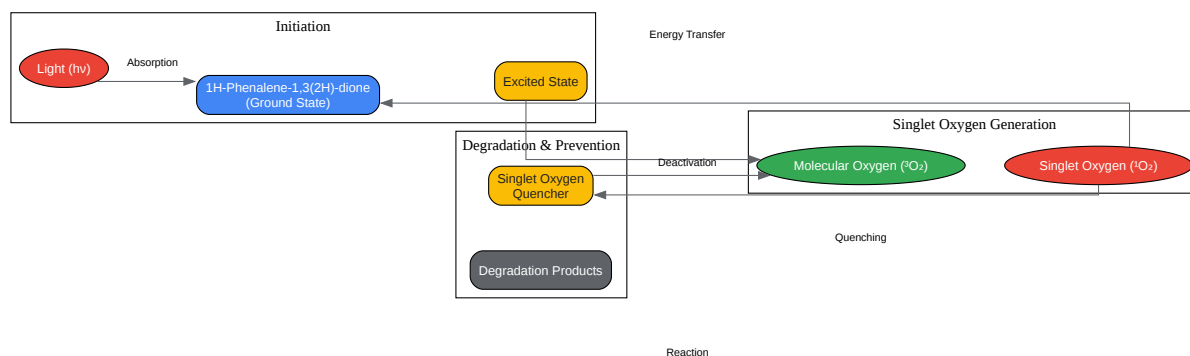 Initiation
Energy Transfer
Light (hν)
Absorption
1H-Phenalene-1,3(2H)-dione
(Ground State)
Excited State
Singlet Oxygen Generation
Molecular Oxygen (³O₂)
Singlet Oxygen (¹O₂)
Degradation & Prevention
Deactivation
Singlet Oxygen
Quencher
Quenching
Degradation Products
Reaction